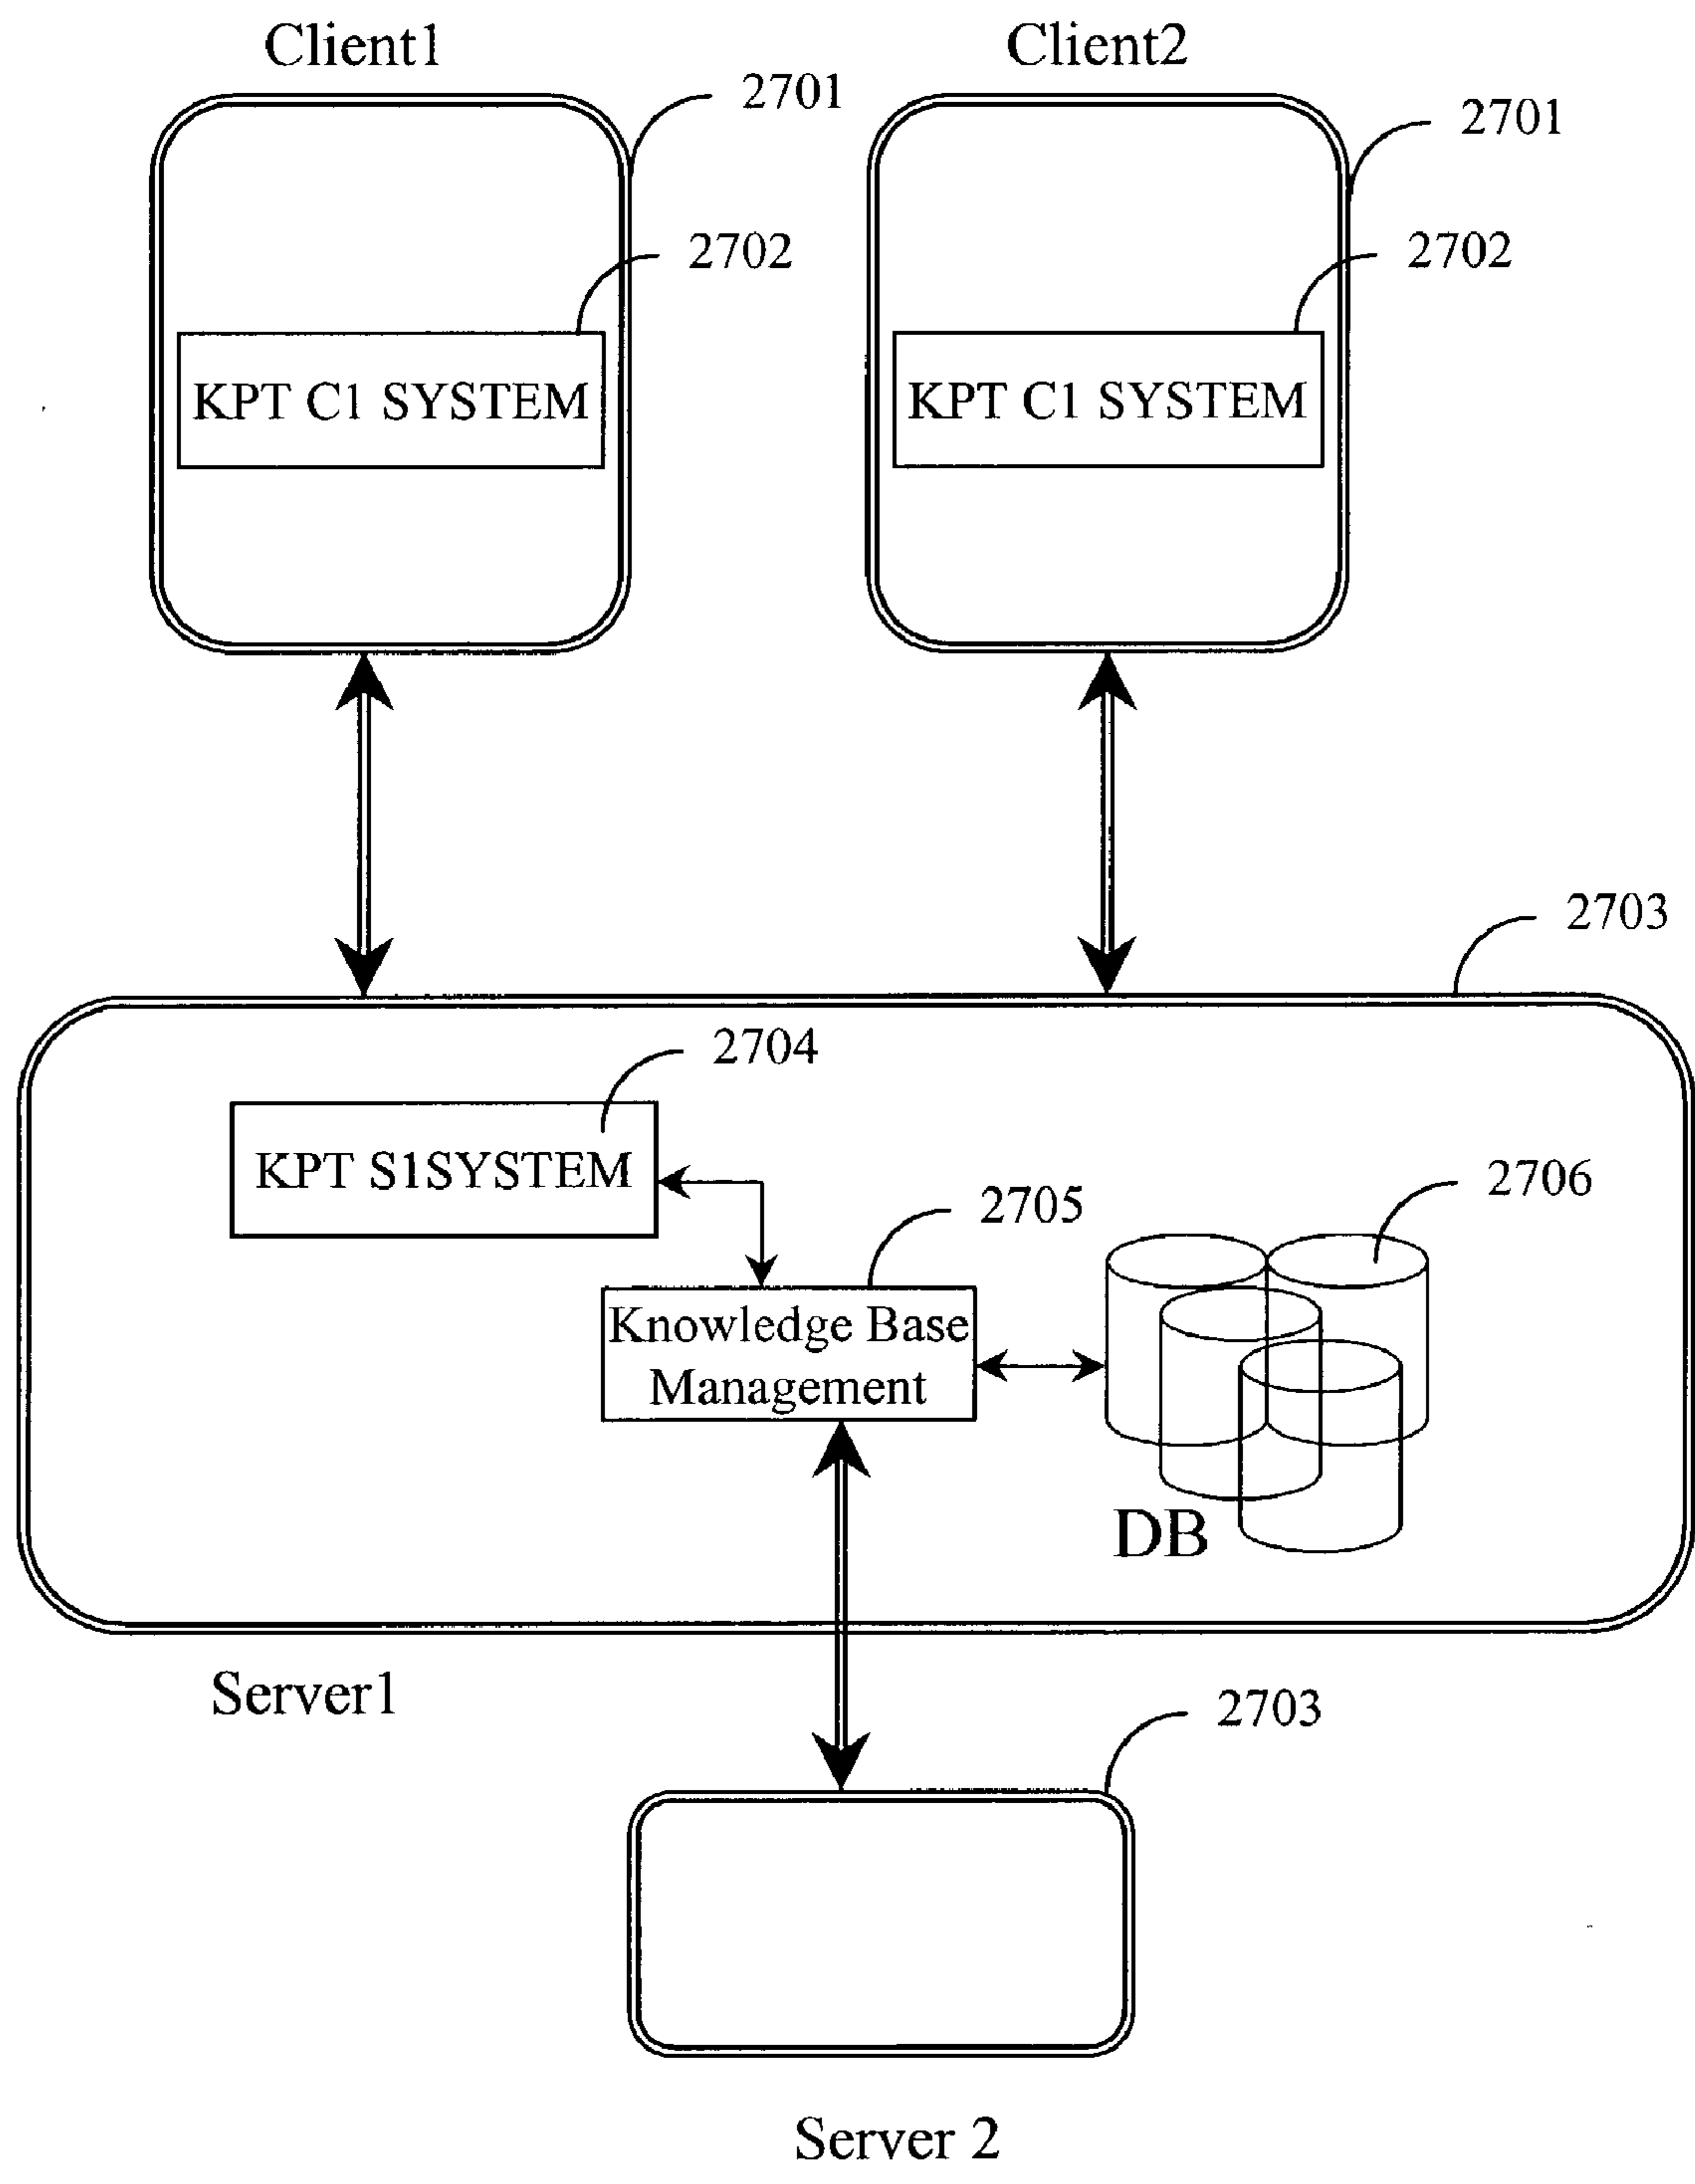 Client1
Client2
2701
2701
2702
2702
KPT C1 SYSTEM
KPT C1 SYSTEM
2703
2704
KPT S1SYSTEM
2705
2706
Knowledge Base
Management
DB
Server1
2703
Server 2